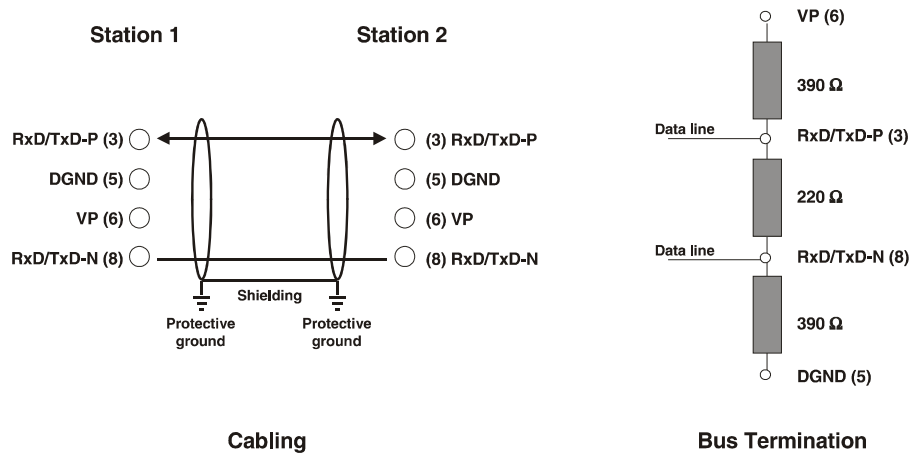 Station 1
Station 2
RxD/TxD-P (3)
(3) RxD/TxD-P
DGND (5)
(5) DGND
VP (6)
(6) VP
RxD/TxD-N (8)
(8) RxD/TxD-N
Shielding
Protective
ground
Protective
ground
Cabling
VP (6)
390 Ω
Data line
RxD/TxD-P (3)
220 Ω
Data line
RxD/TxD-N (8)
390 Ω
DGND (5)
Bus Termination